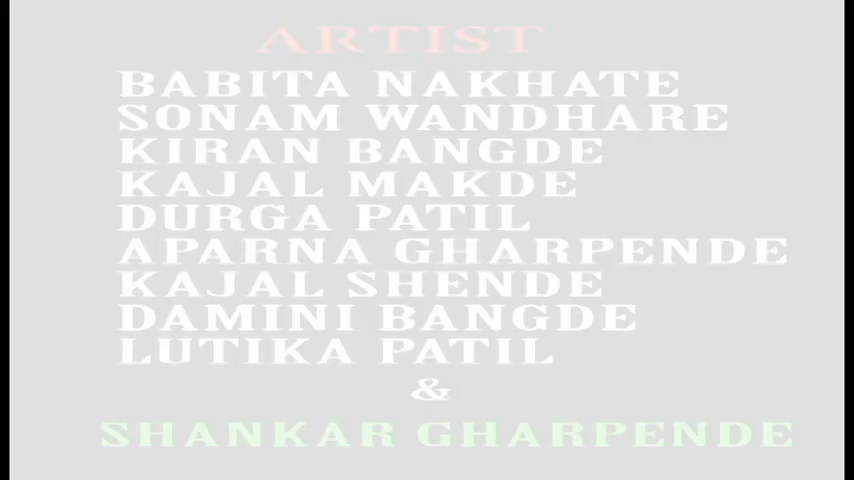 ARTIST
BABITA NAKHATE
SONAM WANDHARE
KIRAN BANGDE
KAJAL MAKDE
DURGA PATIL
APARNA GHARPENDE
KAJAL SHENDE
DAMINI BANGDE
LUTIKA PATIL
&
SHANKAR GHARPENDE